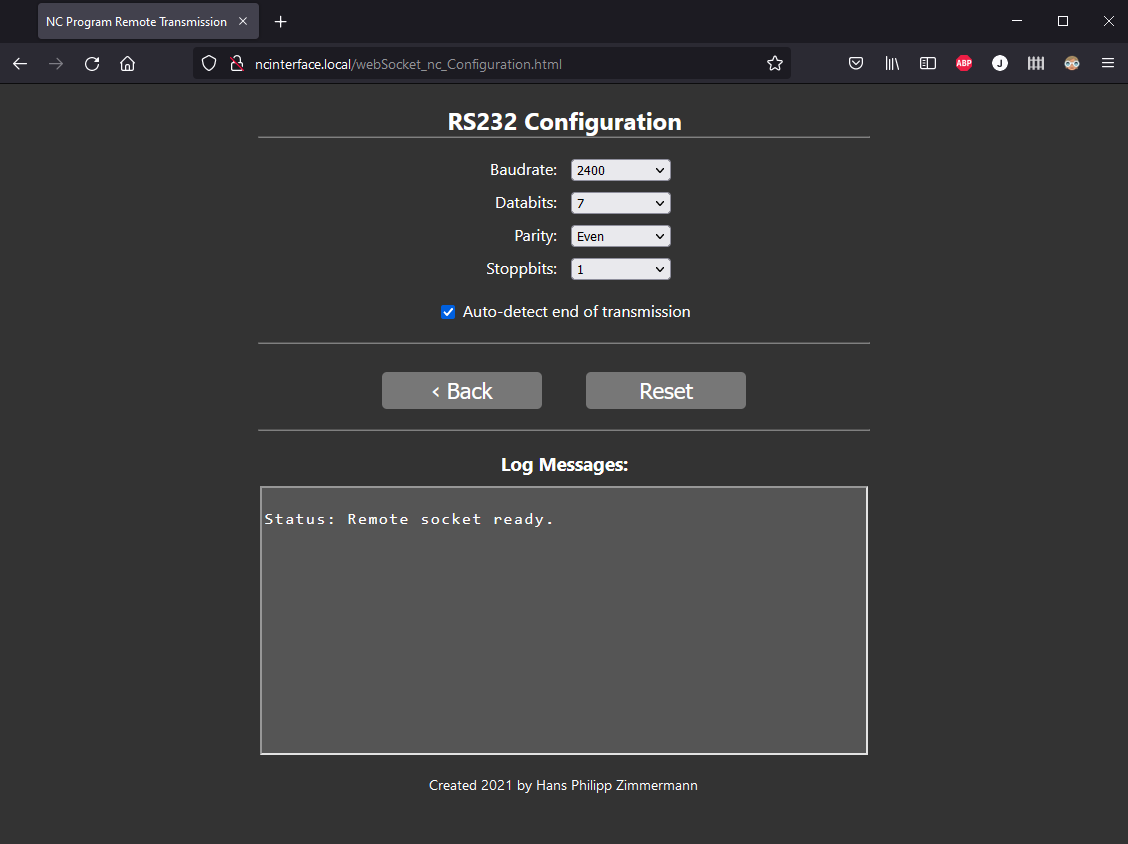 NC Program Remote Transmission
ncinterface.local/webSocket_nc_Configuration.html
ABP
J
RS232 Configuration
Baudrate: 2400
Databits: 7
Parity: Even
Stoppbits: 1
Auto-detect end of transmission
‹ Back Reset
Log Messages:
Status: Remote socket ready.
Created 2021 by Hans Philipp Zimmermann